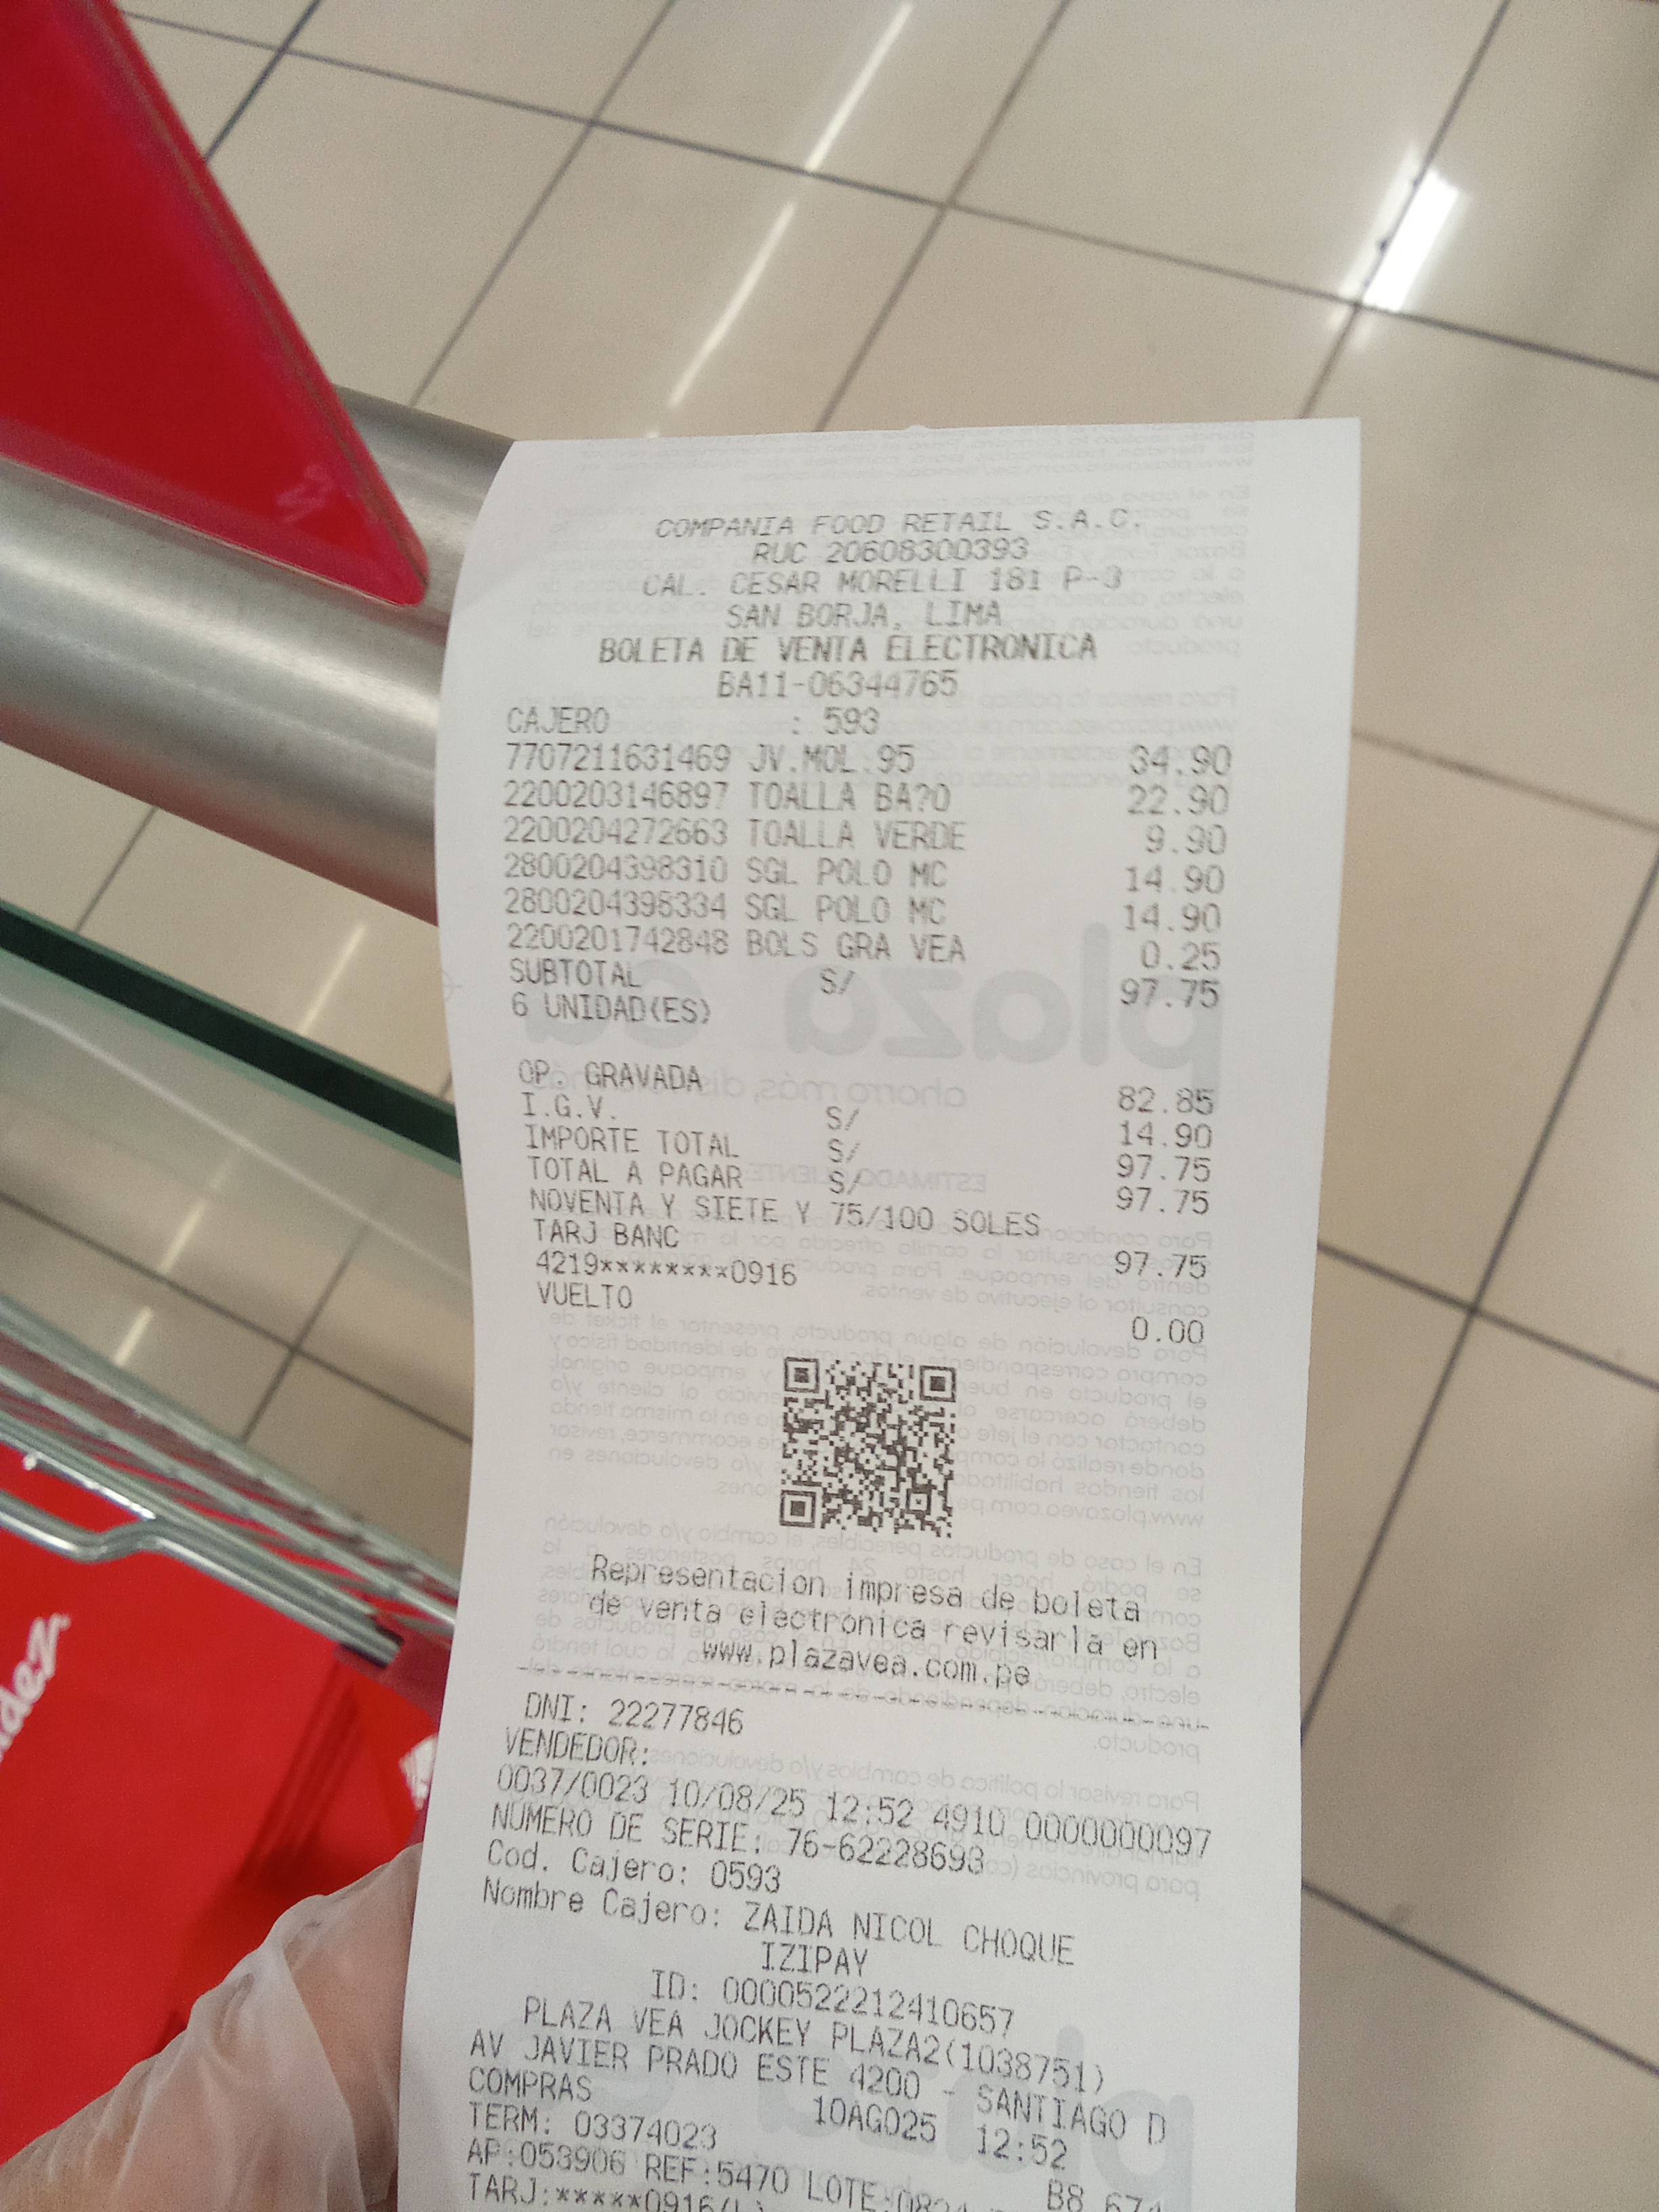 COMPANIA FOOD RETAIL S.A.C.
RUC 20608300393
CAL. CESAR MORELLI 181 P-3
SAN BORJA, LIMA
BOLETA DE VENTA ELECTRONICA
BA11-06344765
CAJERO : 593
7707211631469 JV.MOL.95 34.90
2200203146897 TOALLA BA?O 22.90
2200204272663 TOALLA VERDE 9.90
2800204398310 SGL POLO MC 14.90
2800204398334 SGL POLO MC 14.90
2200201742848 BOLS GRA VEA 0.25
SUBTOTAL S/ 97.75
6 UNIDAD(ES)
OP. GRAVADA 82.85
I.G.V. S/ 14.90
IMPORTE TOTAL S/ 97.75
TOTAL A PAGAR S/ 97.75
NOVENTA Y SIETE Y 75/100 SOLES
TARJ BANC 97.75
4219********0916
VUELTO 0.00
Representacion impresa de boleta
de venta electronica revisarla en
www.plazavea.com.pe
DNI: 22277846
VENDEDOR:
0037/0023 10/08/25 12:52 4910 0000000097
NUMERO DE SERIE: 76-62228693
Cod. Cajero: 0593
Nombre Cajero: ZAIDA NICOL CHOQUE
IZIPAY
ID: 0000522212410657
PLAZA VEA JOCKEY PLAZA2(1038751)
AV JAVIER PRADO ESTE 4200 - SANTIAGO D
COMPRAS 10AGO25 12:52
TERM: 03374023
AP:053906 REF:5470 LOTE:
TARJ:*****0916(L)